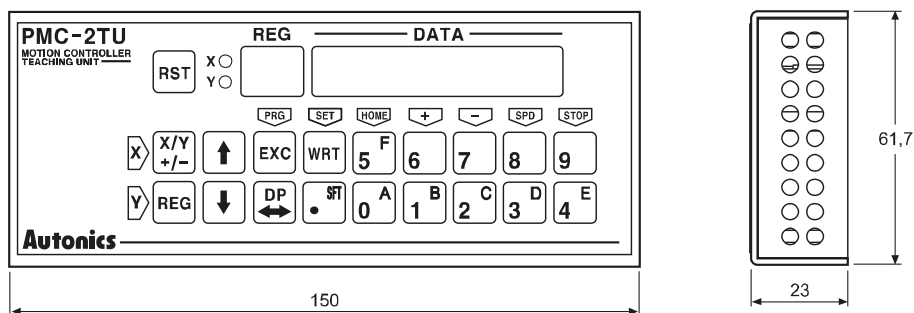 PMC-2TU
MOTION CONTROLLER
TEACHING UNIT
REG DATA
RST X
Y
PRG SET HOME + − SPD STOP
X X/Y +/− ↑ EXC WRT 5 F 6 7 8 9
Y REG ↓ DP ↔ • SFT 0 A 1 B 2 C 3 D 4 E
Autonics
150
23
61,7